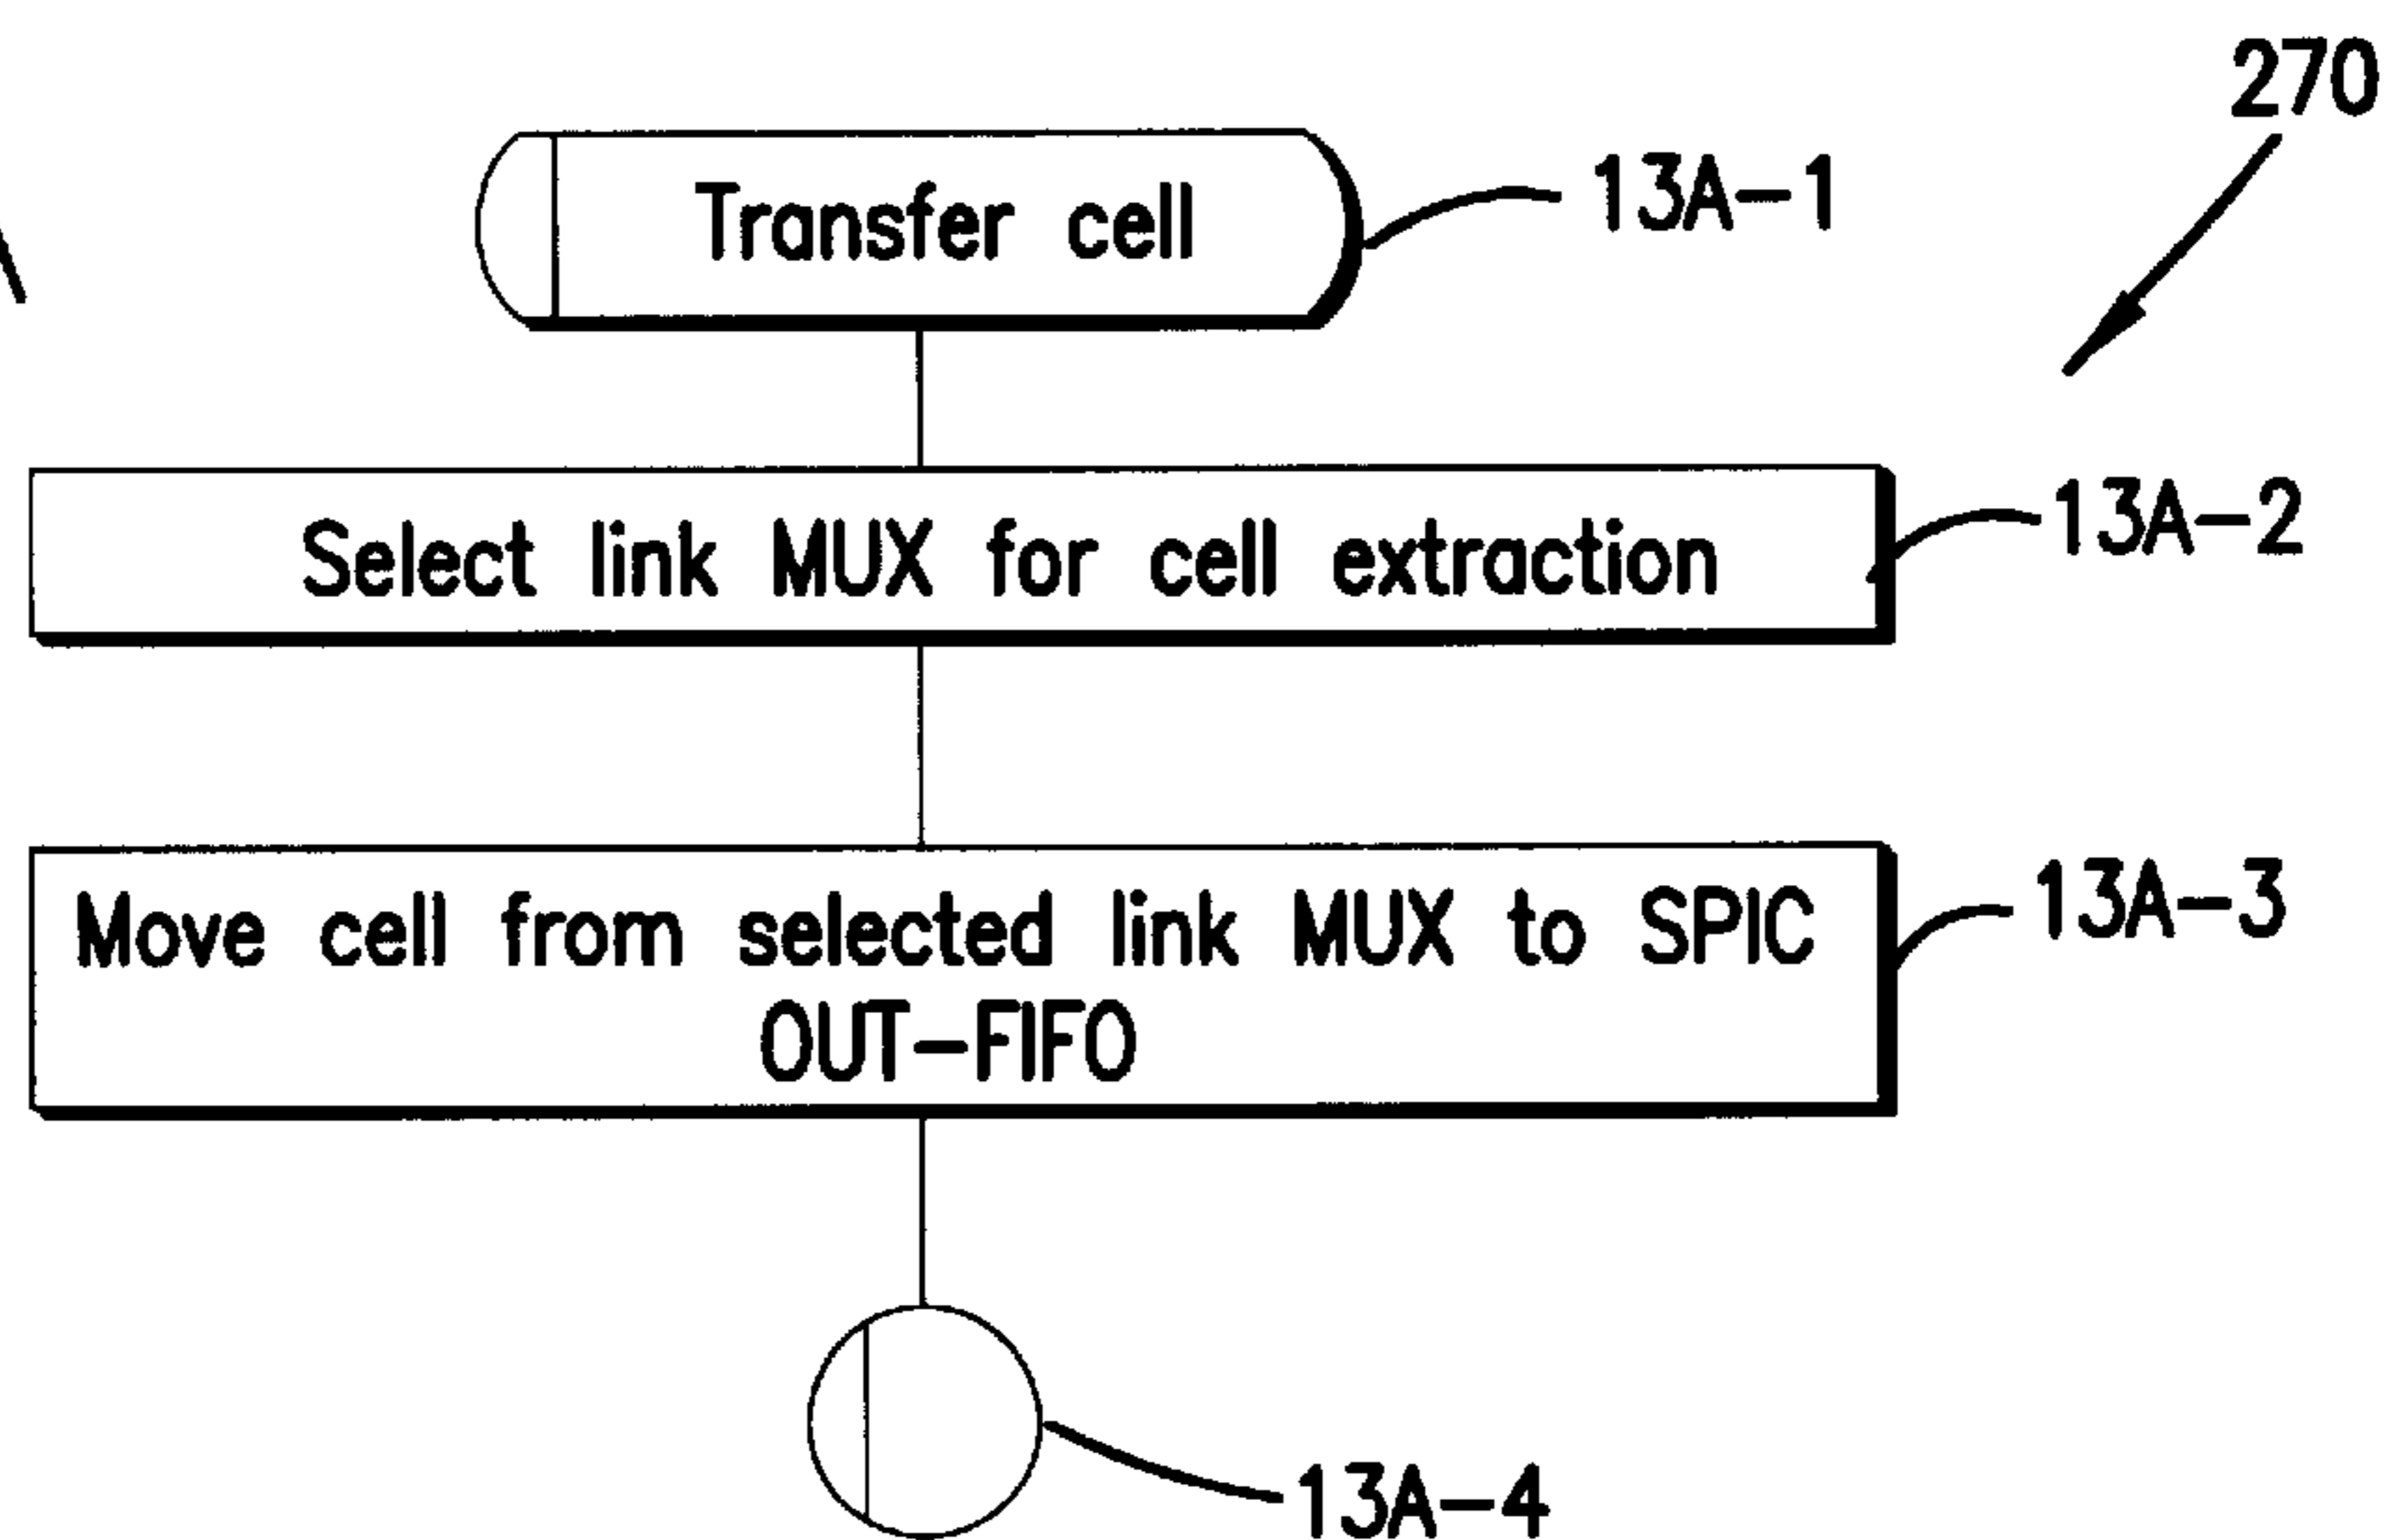 270
Transfer cell
13A-1
Select link MUX for cell extraction
13A-2
Move cell from selected link MUX to SPIC
OUT-FIFO
13A-3
13A-4